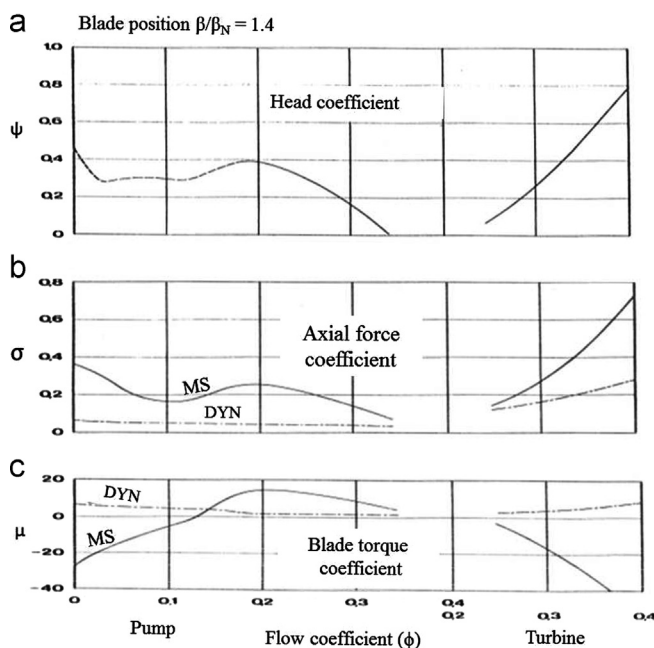 a
Blade position β/βN = 1.4
1.0
0,8
Head coefficient
0,6
ψ
0,4
0,2
0
b
0,8
0,6
Axial force
coefficient
σ
0,4
MS
0,2
DYN
0
c
20
DYN
0
μ
MS
Blade torque
coefficient
-20
-40
0 0,1 0,2 0,3 0,4 0,3 0,4
0,2
Pump Flow coefficient (ϕ) Turbine